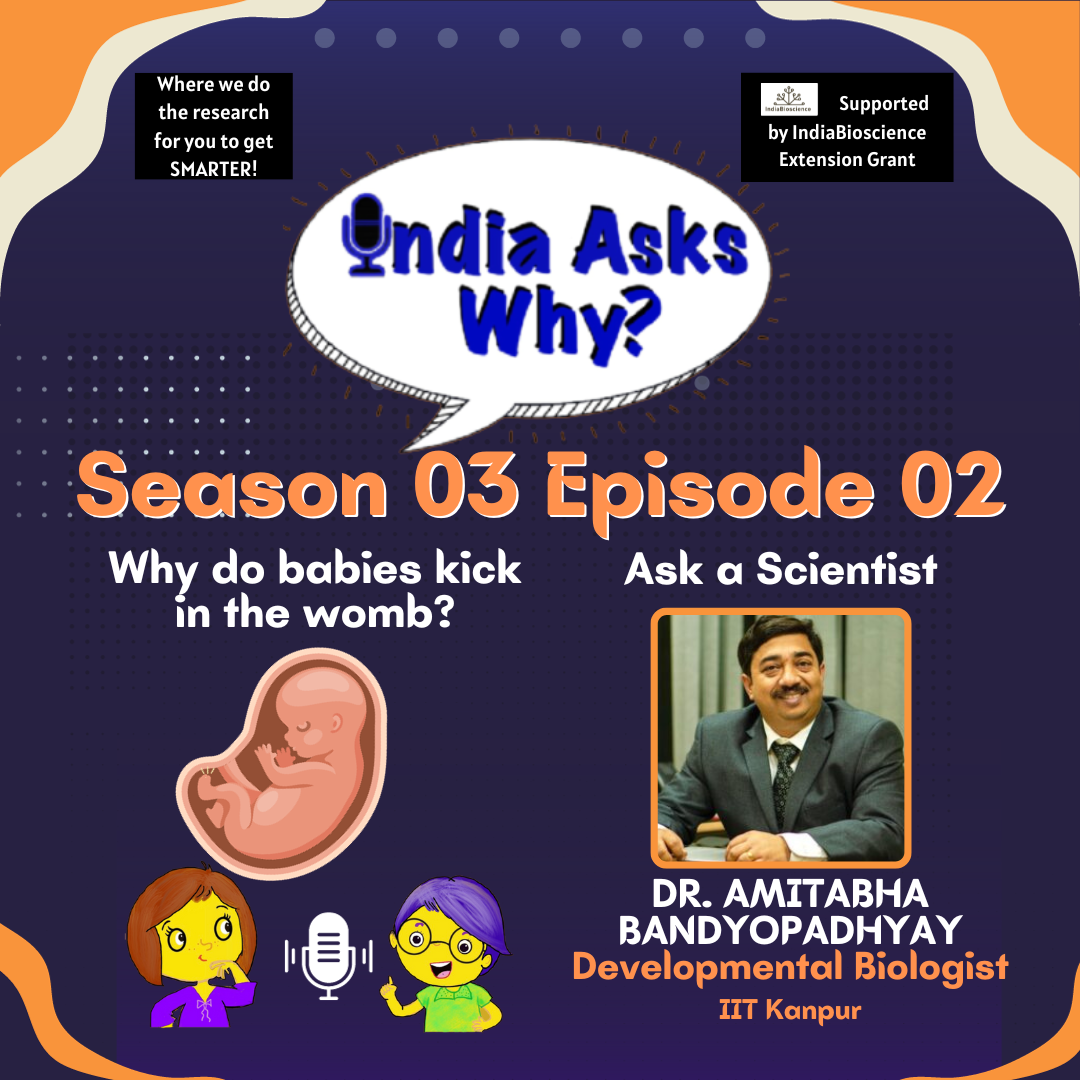 Where we do
the research
for you to get
SMARTER!
IndiaBioscience
Supported
by IndiaBioscience
Extension Grant
India Asks
Why?
Season 03 Episode 02
Why do babies kick
in the womb?
Ask a Scientist
DR. AMITABHA
BANDYOPADHYAY
Developmental Biologist
IIT Kanpur